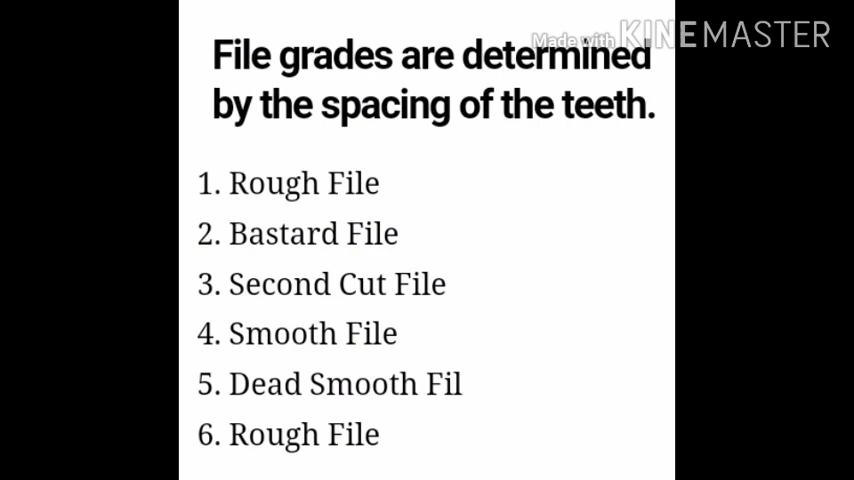 Made with KINEMASTER
File grades are determined
by the spacing of the teeth.
1. Rough File
2. Bastard File
3. Second Cut File
4. Smooth File
5. Dead Smooth Fil
6. Rough File